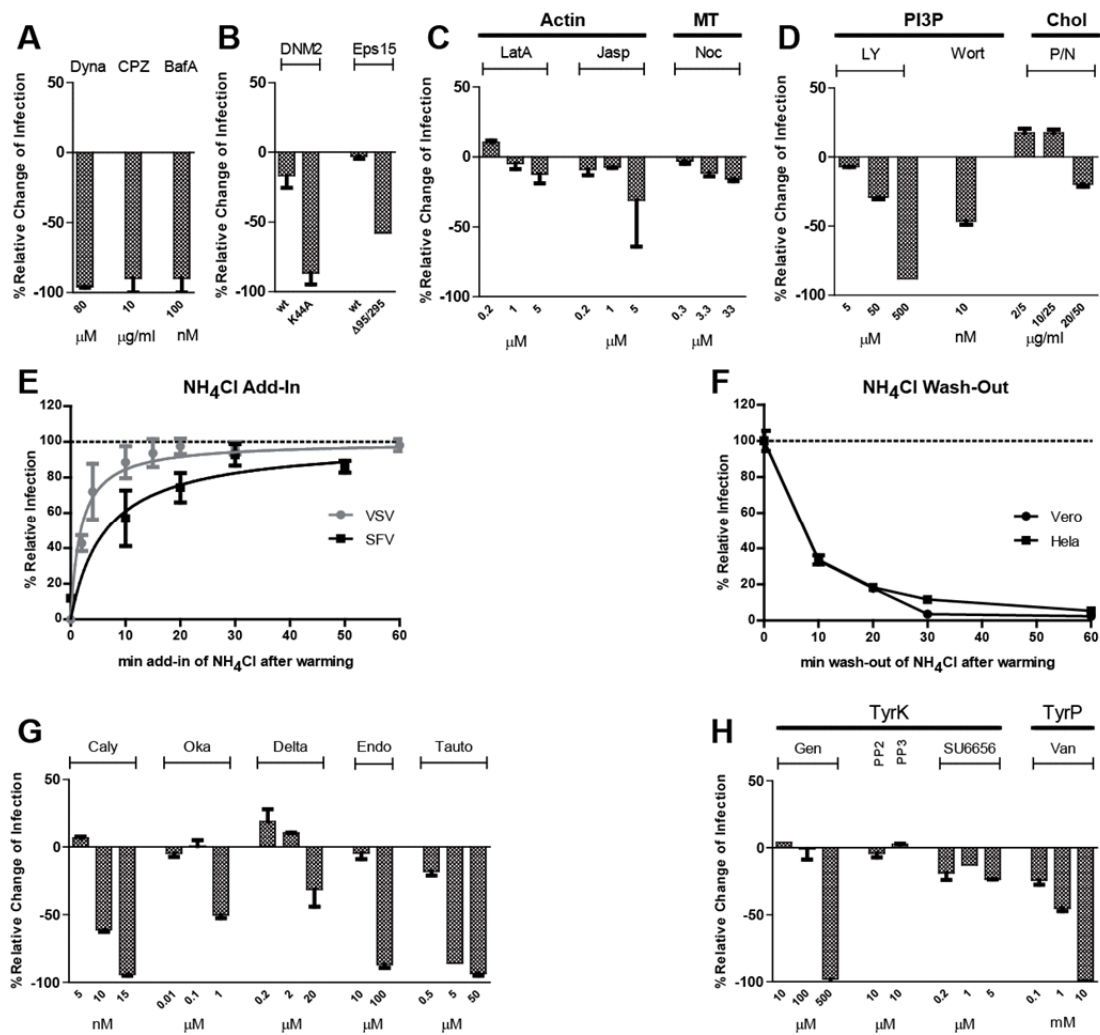 A
Dyna CPZ BafA
% Relative Change of Infection
50
0
-50
-100
80 10 100
µM µg/ml nM
B
DNM2 Eps15
% Relative Change of Infection
50
0
-50
-100
wt K44A wt Δ95/295
C
Actin MT
LatA Jasp Noc
% Relative Change of Infection
50
0
-50
-100
0.2 1 5 0.2 1 5 0.3 3.3 33
µM µM µM
D
PI3P Chol
LY Wort P/N
% Relative Change of Infection
50
0
-50
-100
5 50 500 10 2/5 10/25 20/50
µM nM µg/ml
E
NH4Cl Add-In
% Relative Infection
120
100
80
60
40
20
0
VSV
SFV
0 10 20 30 40 50 60
min add-in of NH4Cl after warming
F
NH4Cl Wash-Out
% Relative Infection
120
100
80
60
40
20
0
Vero
Hela
0 10 20 30 40 50 60
min wash-out of NH4Cl after warming
G
Caly Oka Delta Endo Tauto
% Relative Change of Infection
50
0
-50
-100
5 10 15 0.01 0.1 1 0.2 2 20 10 100 0.5 5 50
nM µM µM µM µM
H
TyrK TyrP
Gen PP2 PP3 SU6656 Van
% Relative Change of Infection
50
0
-50
-100
10 100 500 10 10 0.2 1 5 0.1 1 10
µM µM µM mM